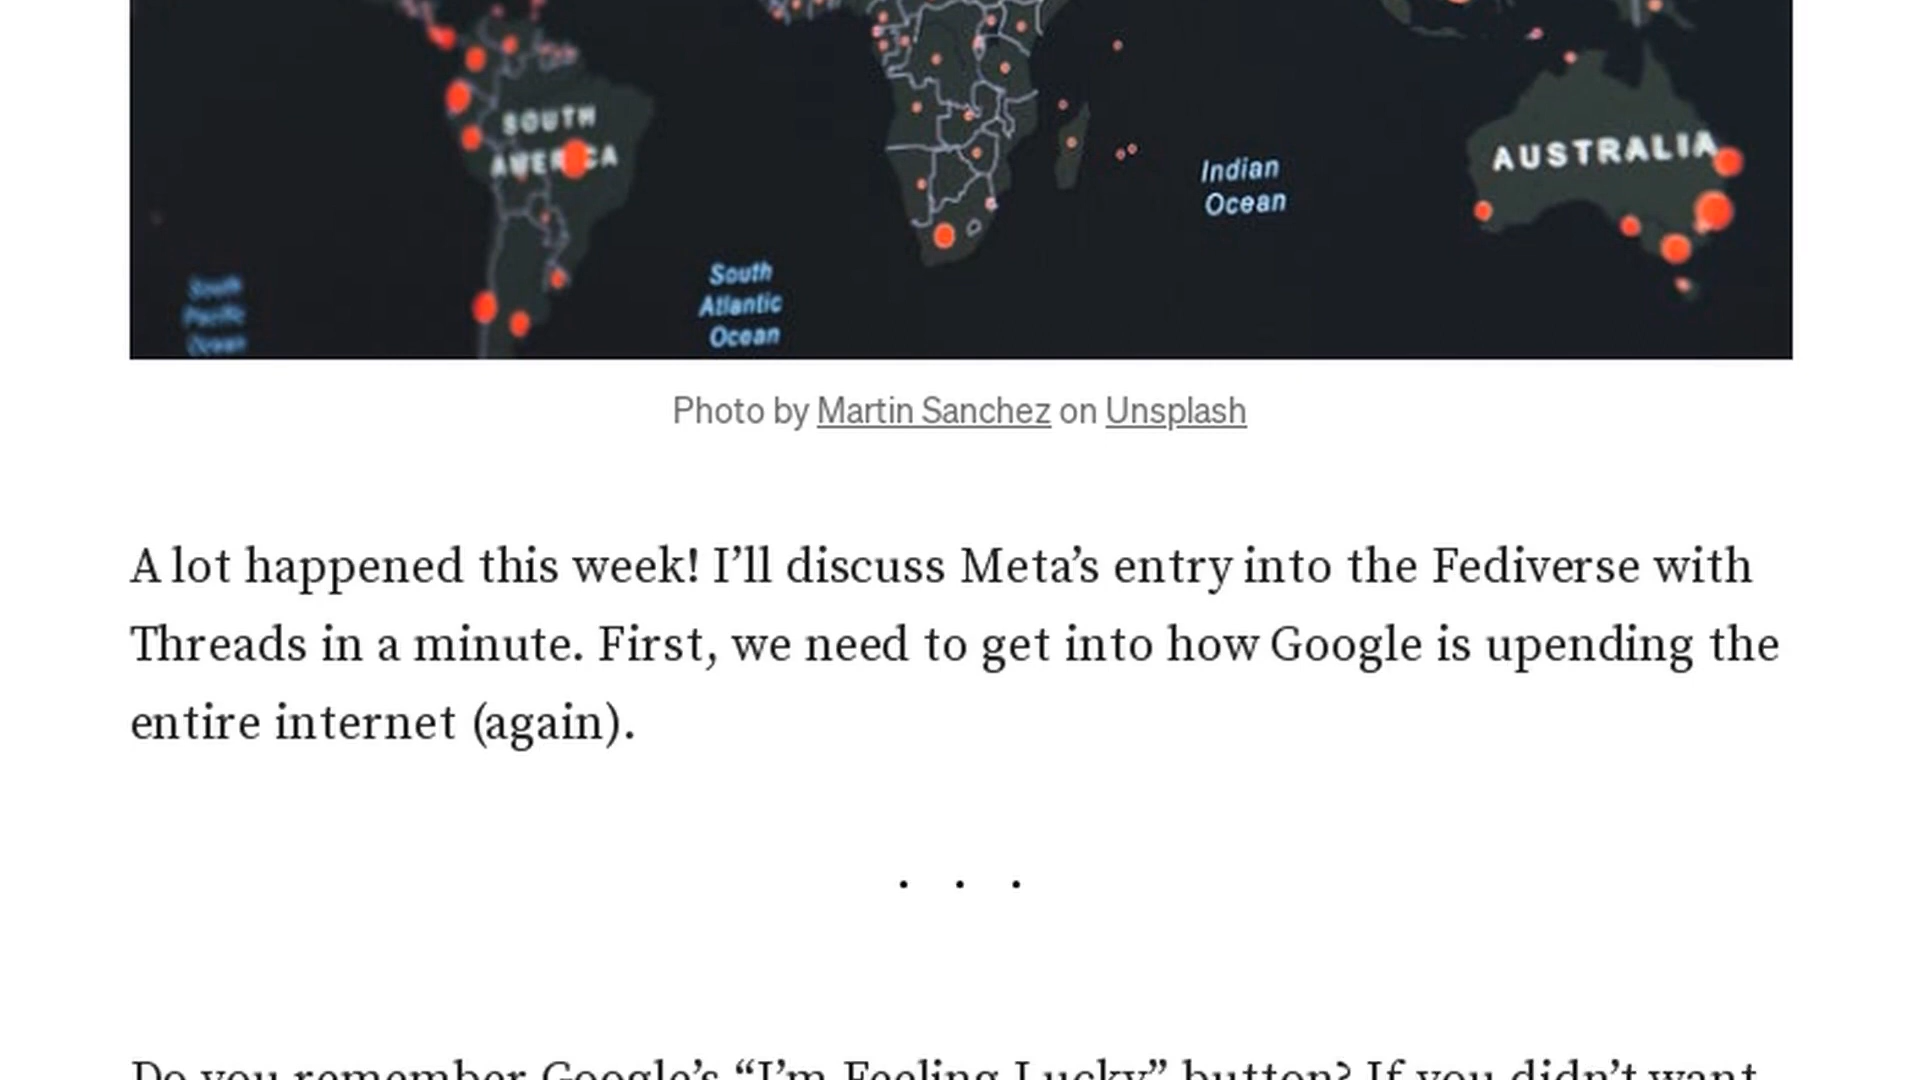 SOUTH
AMERICA
AUSTRALIA
Indian
Ocean
South
Atlantic
Ocean
South
Pacific
Ocean
Photo by Martin Sanchez on Unsplash
A lot happened this week! I’ll discuss Meta’s entry into the Fediverse with
Threads in a minute. First, we need to get into how Google is upending the
entire internet (again).
. . .
Do you remember Google’s “I’m Feeling Lucky” button? If you didn’t want